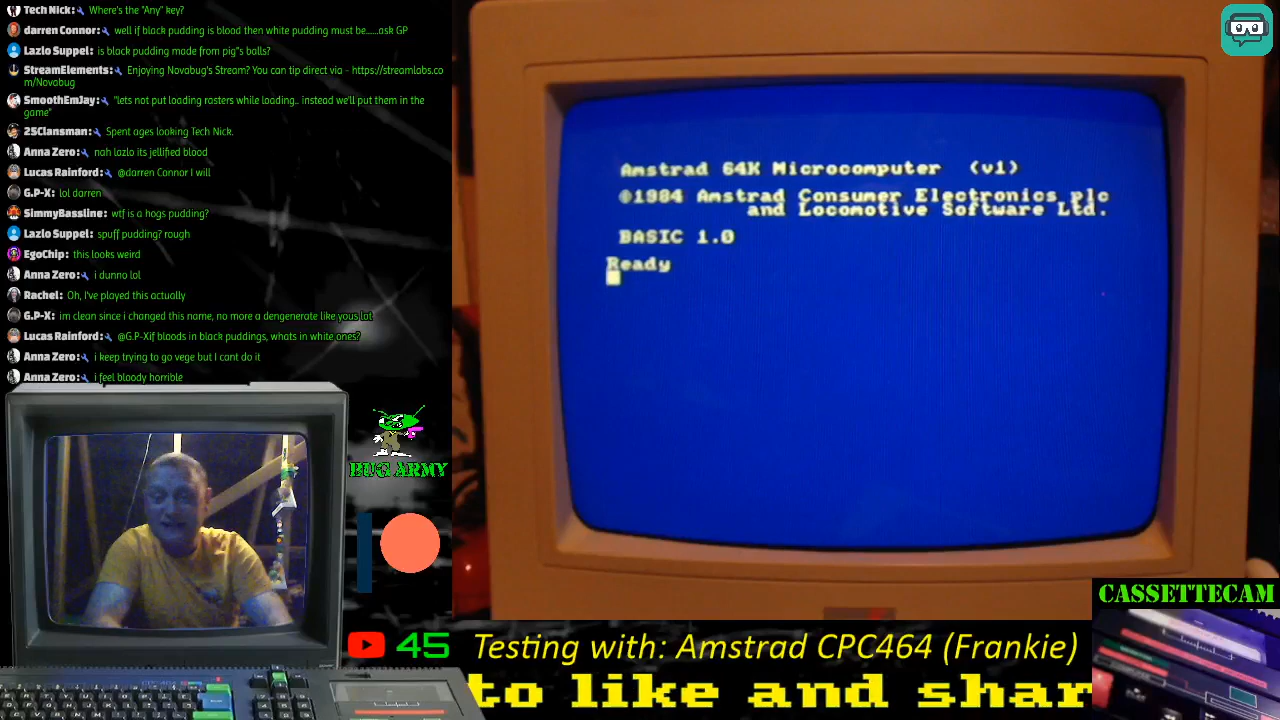 Tech Nick: Where's the "Any" key?
darren Connor: well if black pudding is blood then white pudding must be......ask GP
Lazlo Suppel: is black pudding made from pig"s balls?
StreamElements: Enjoying Novabug's Stream? You can tip direct via - https://streamlabs.co
m/Novabug
SmoothEmJay: "lets not put loading rasters while loading.. instead we'll put them in the
game"
25Clansman: Spent ages looking Tech Nick.
Anna Zero: nah lazlo its jellified blood
Lucas Rainford: @darren Connor I will
G.P-X: lol darren
SimmyBassline: wtf is a hogs pudding?
Lazlo Suppel: spuff pudding? rough
EgoChip: this looks weird
Anna Zero: i dunno lol
Rachel: Oh, I've played this actually
G.P-X: im clean since i changed this name, no more a dengenerate like yous lot
Lucas Rainford: @G.P-Xif bloods in black puddings, whats in white ones?
Anna Zero: i keep trying to go vege but I cant do it
Anna Zero: i feel bloody horrible
Amstrad 64K Microcomputer (v1)
©1984 Amstrad Consumer Electronics plc
and Locomotive Software Ltd.
BASIC 1.0
Ready
BUG ARMY
CASSETTECAM
45
Testing with: Amstrad CPC464 (Frankie)
to like and shar